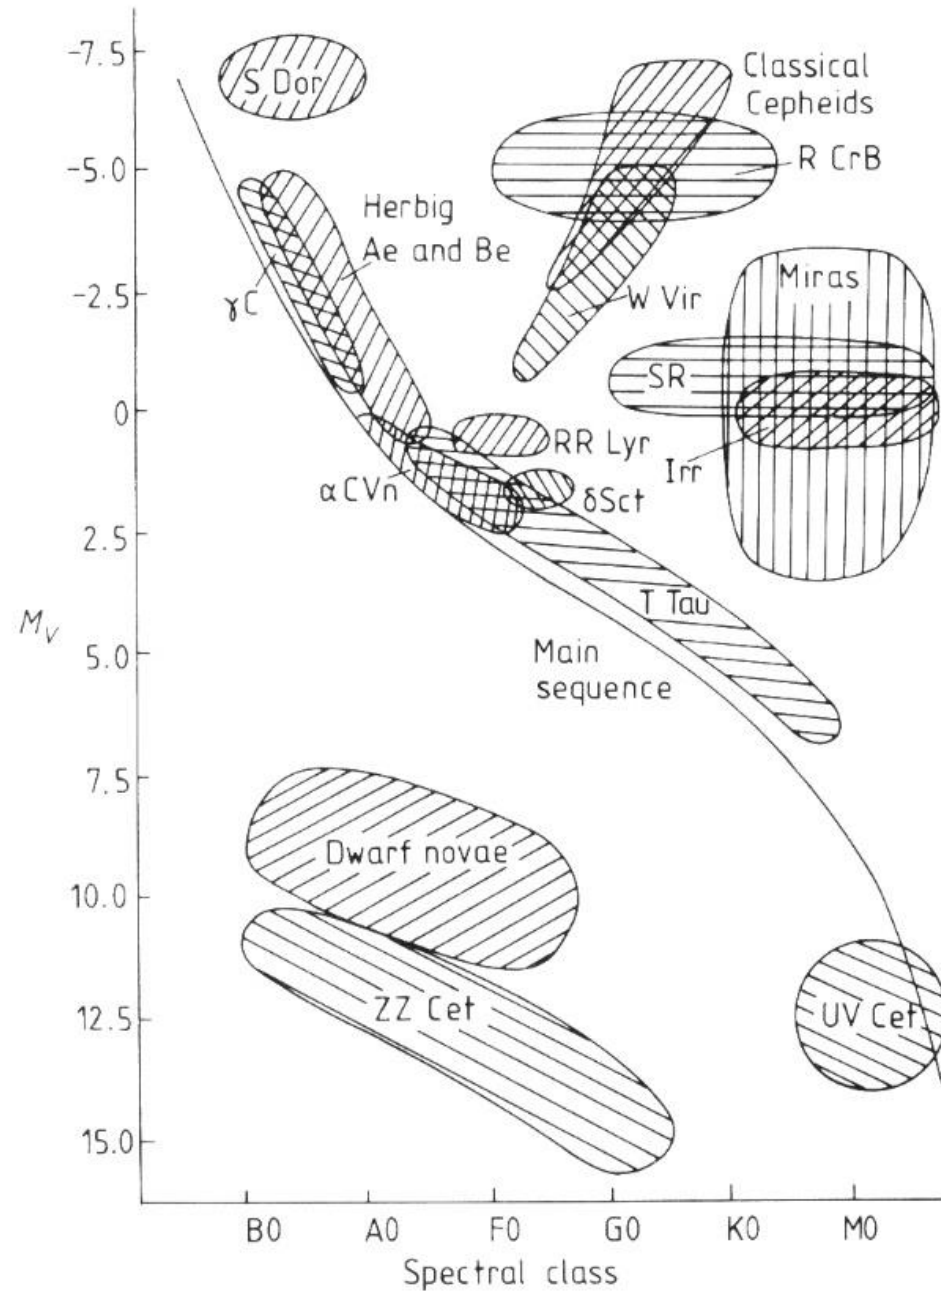 -7.5
S Dor
Classical
Cepheids
-5.0
R CrB
Herbig
Ae and Be
Miras
-2.5
γC
W Vir
SR
0
RR Lyr
Irr
αCVn
δSct
2.5
T Tau
M_V
5.0
Main
sequence
7.5
Dwarf novae
10.0
ZZ Cet
UV Cet
12.5
15.0
B0 A0 F0 G0 K0 M0
Spectral class